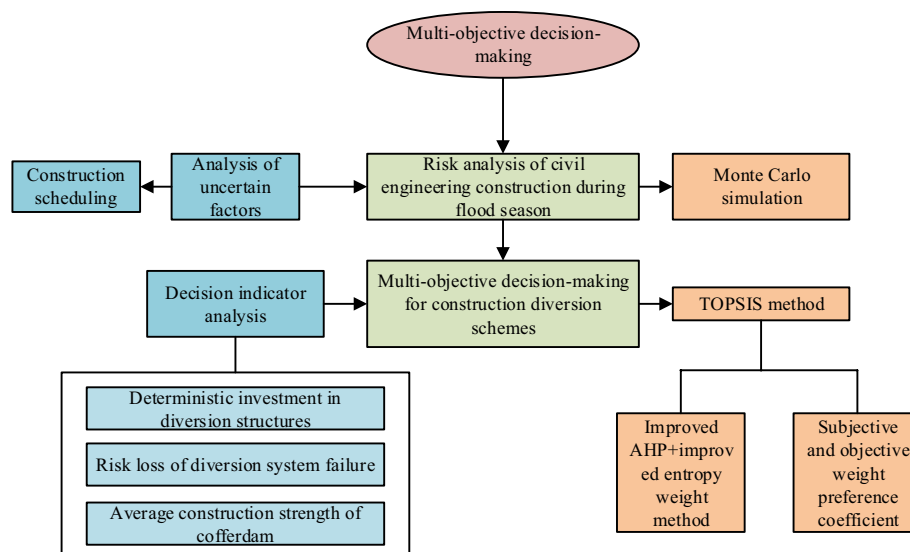 Multi-objective decision-
making
Construction
scheduling
Analysis of
uncertain
factors
Risk analysis of civil
engineering construction during
flood season
Monte Carlo
simulation
Decision indicator
analysis
Multi-objective decision-making
for construction diversion
schemes
TOPSIS method
Deterministic investment in
diversion structures
Risk loss of diversion system failure
Average construction strength of
cofferdam
Improved
AHP+improv
ed entropy
weight
method
Subjective
and objective
weight
preference
coefficient